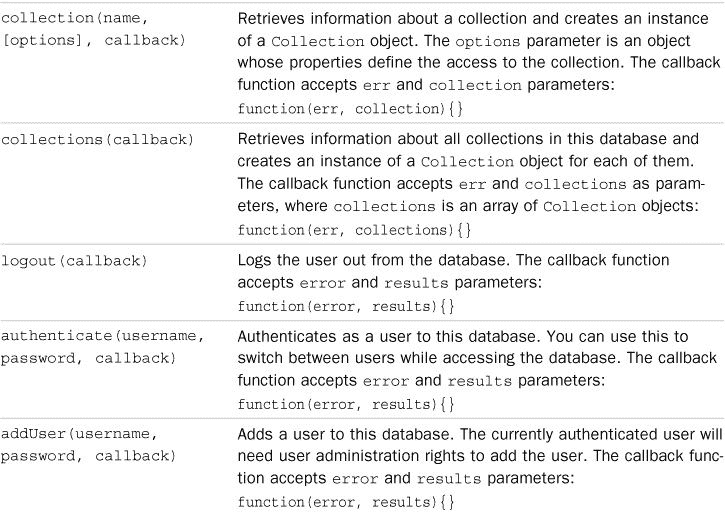 collection(name, Retrieves information about a collection and creates an instance
[options], callback) of a Collection object. The options parameter is an object
whose properties define the access to the collection. The callback
function accepts err and collection parameters:
function(err, collection){}
collections(callback) Retrieves information about all collections in this database and
creates an instance of a Collection object for each of them.
The callback function accepts err and collections as param-
eters, where collections is an array of Collection objects:
function(err, collections){}
logout(callback) Logs the user out from the database. The callback function
accepts error and results parameters:
function(error, results){}
authenticate(username, Authenticates as a user to this database. You can use this to
password, callback) switch between users while accessing the database. The callback
function accepts error and results parameters:
function(error, results){}
addUser(username, Adds a user to this database. The currently authenticated user will
password, callback) need user administration rights to add the user. The callback func-
tion accepts error and results parameters:
function(error, results){}